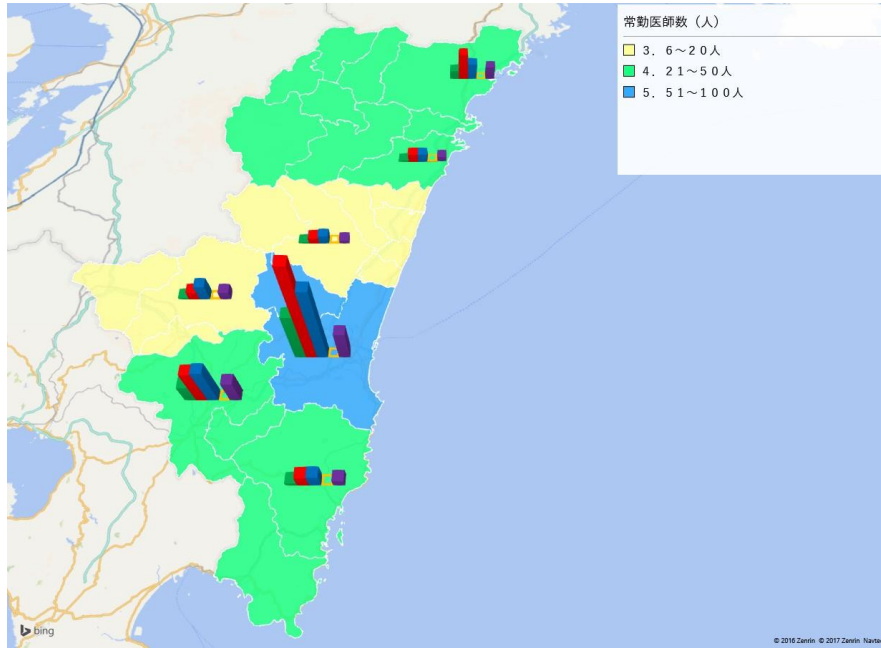 常勤医師数（人）
３．６～２０人
４．２１～５０人
５．５１～１００人
bing
© 2016 Zenrin © 2017 Zenrin Navteq